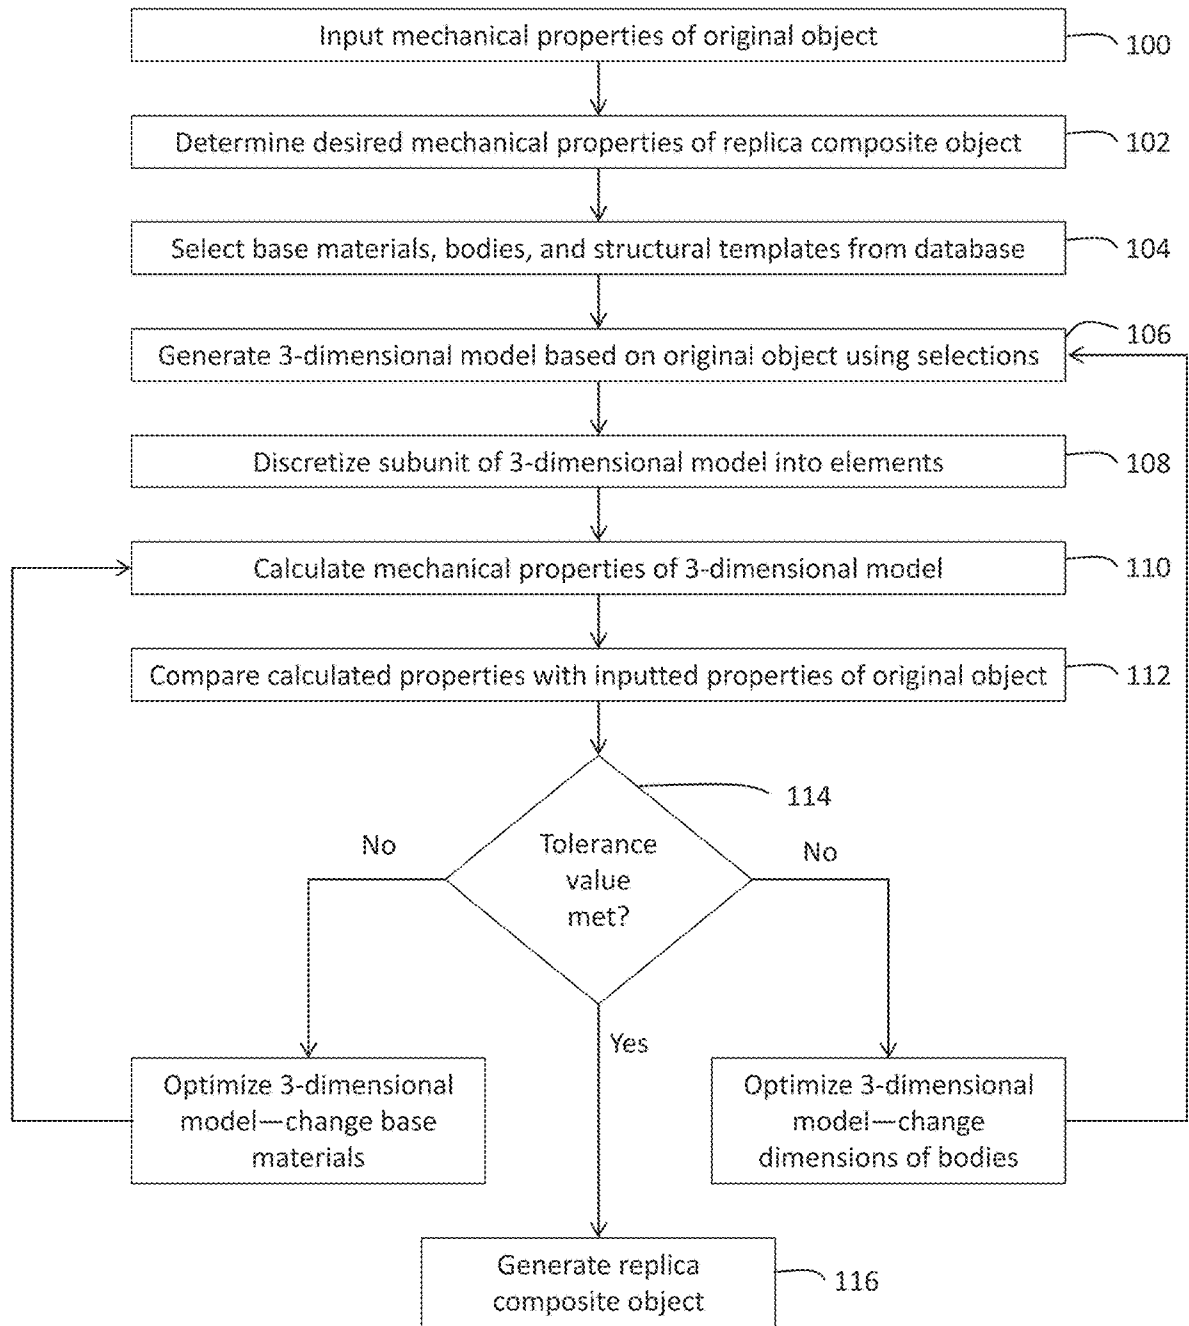 Input mechanical properties of original object
100
Determine desired mechanical properties of replica composite object
102
Select base materials, bodies, and structural templates from database
104
Generate 3-dimensional model based on original object using selections
106
Discretize subunit of 3-dimensional model into elements
108
Calculate mechanical properties of 3-dimensional model
110
Compare calculated properties with inputted properties of original object
112
114
No
Tolerance
value
met?
No
Yes
Optimize 3-dimensional
model—change base
materials
Optimize 3-dimensional
model—change
dimensions of bodies
Generate replica
composite object
116